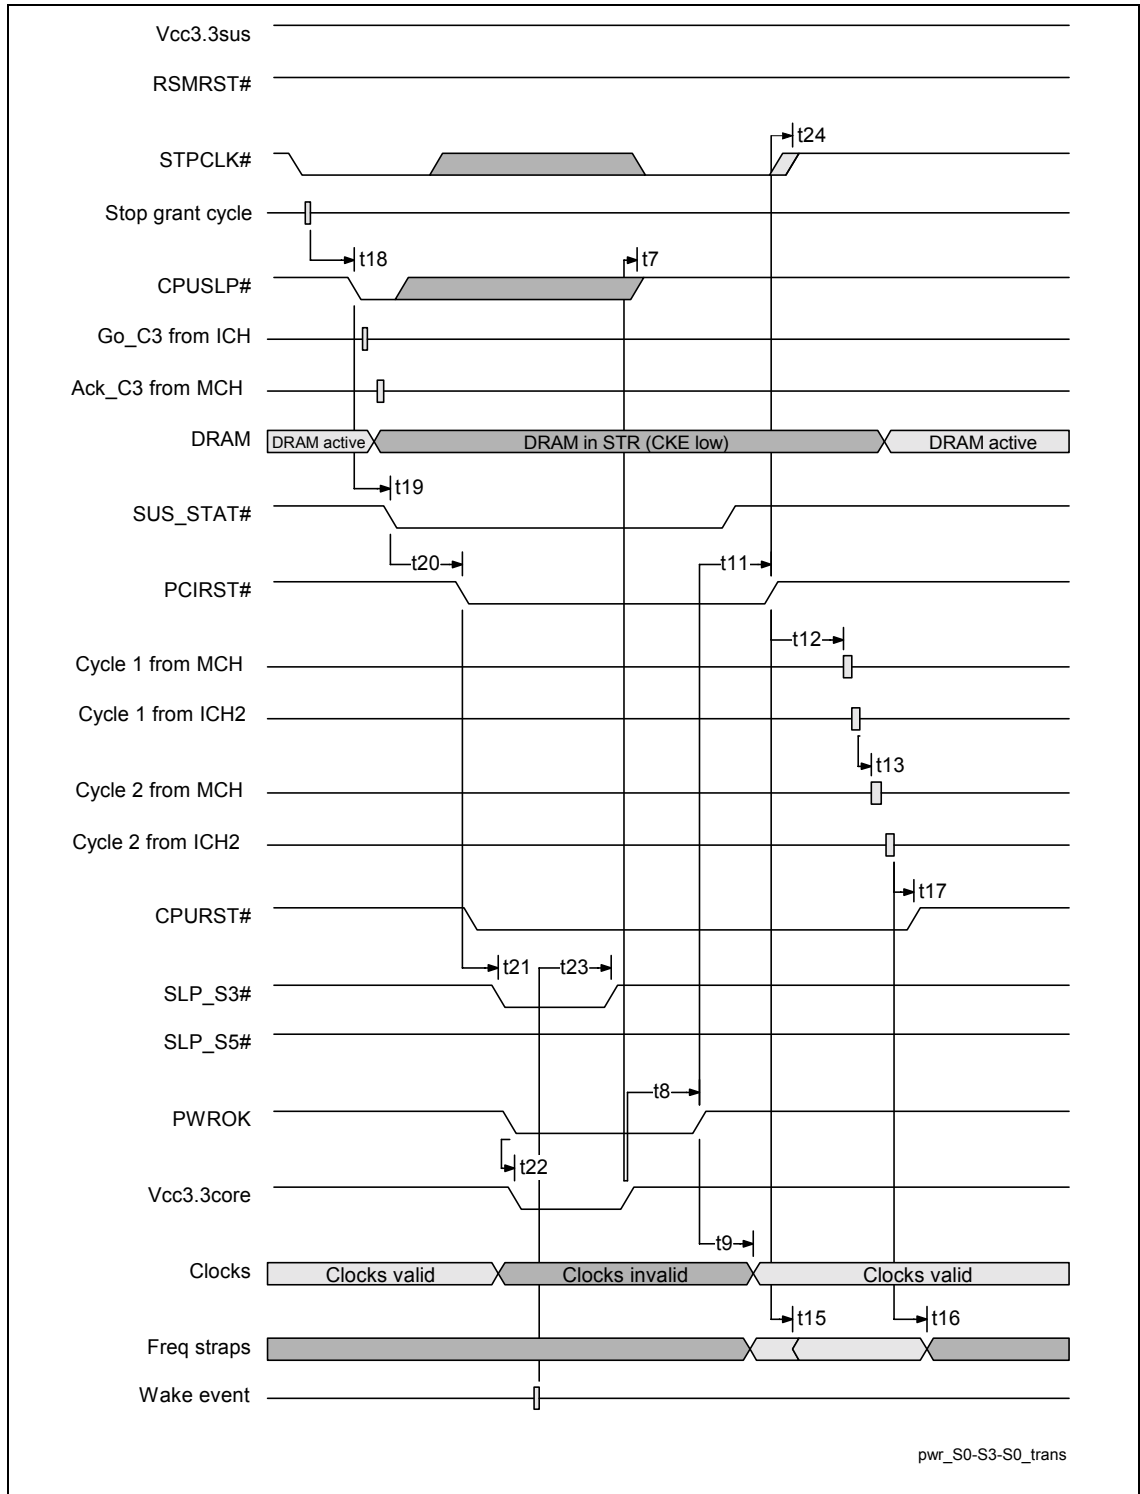 Vcc3.3sus
RSMRST#
t24
STPCLK#
Stop grant cycle
t18
t7
CPUSLP#
Go_C3 from ICH
Ack_C3 from MCH
DRAM
DRAM active
DRAM in STR (CKE low)
DRAM active
t19
SUS_STAT#
t20
t11
PCIRST#
t12
Cycle 1 from MCH
Cycle 1 from ICH2
t13
Cycle 2 from MCH
Cycle 2 from ICH2
t17
CPURST#
t21
t23
SLP_S3#
SLP_S5#
t8
PWROK
t22
Vcc3.3core
t9
Clocks
Clocks valid
Clocks invalid
Clocks valid
t15
t16
Freq straps
Wake event
pwr_S0-S3-S0_trans